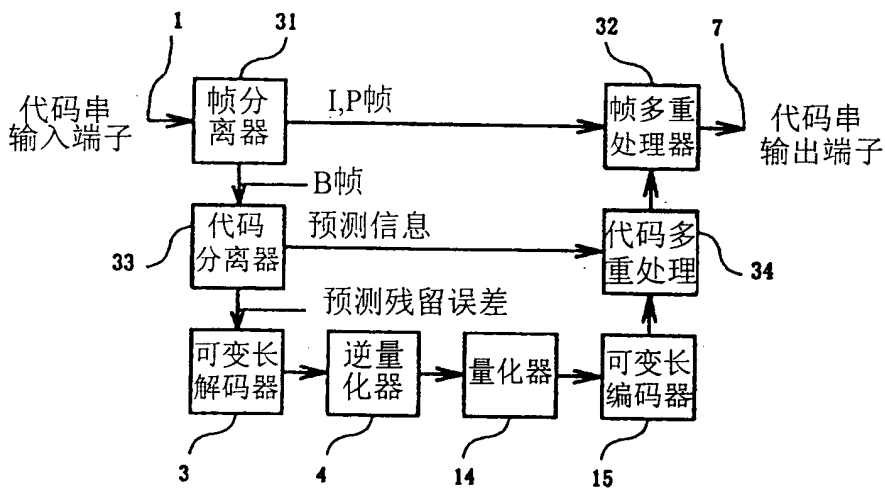 1
31
32
7
代码串
输入端子
帧分
离器
I,P帧
帧多重
处理器
代码串
输出端子
B帧
33
代码
分离器
预测信息
代码多
重处理
34
预测残留误差
可变长
解码器
逆量
化器
量化器
可变长
编码器
3
4
14
15